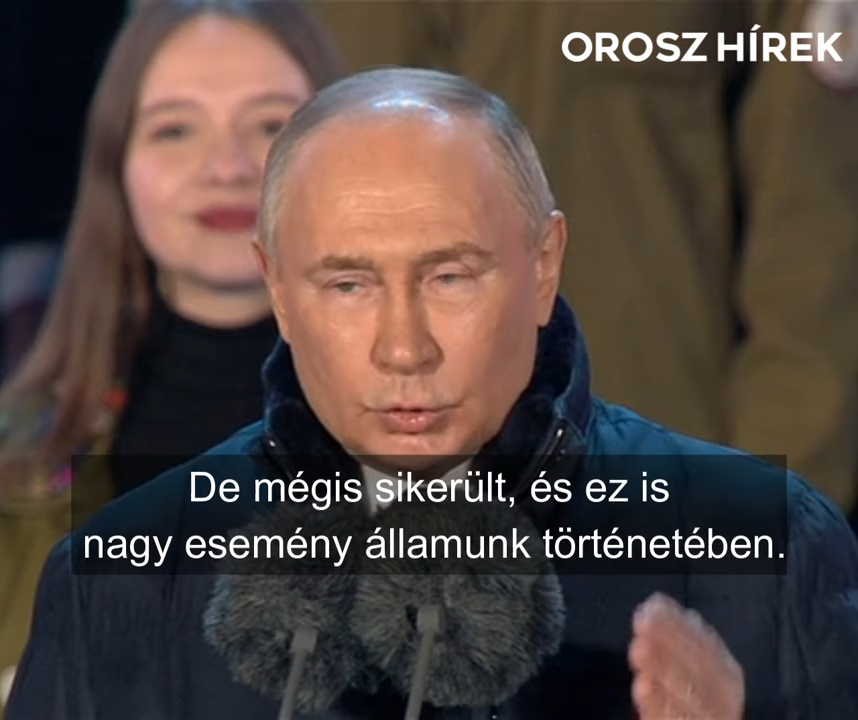 OROSZ HÍREK
De mégis sikerült, és ez is
nagy esemény államunk történetében.